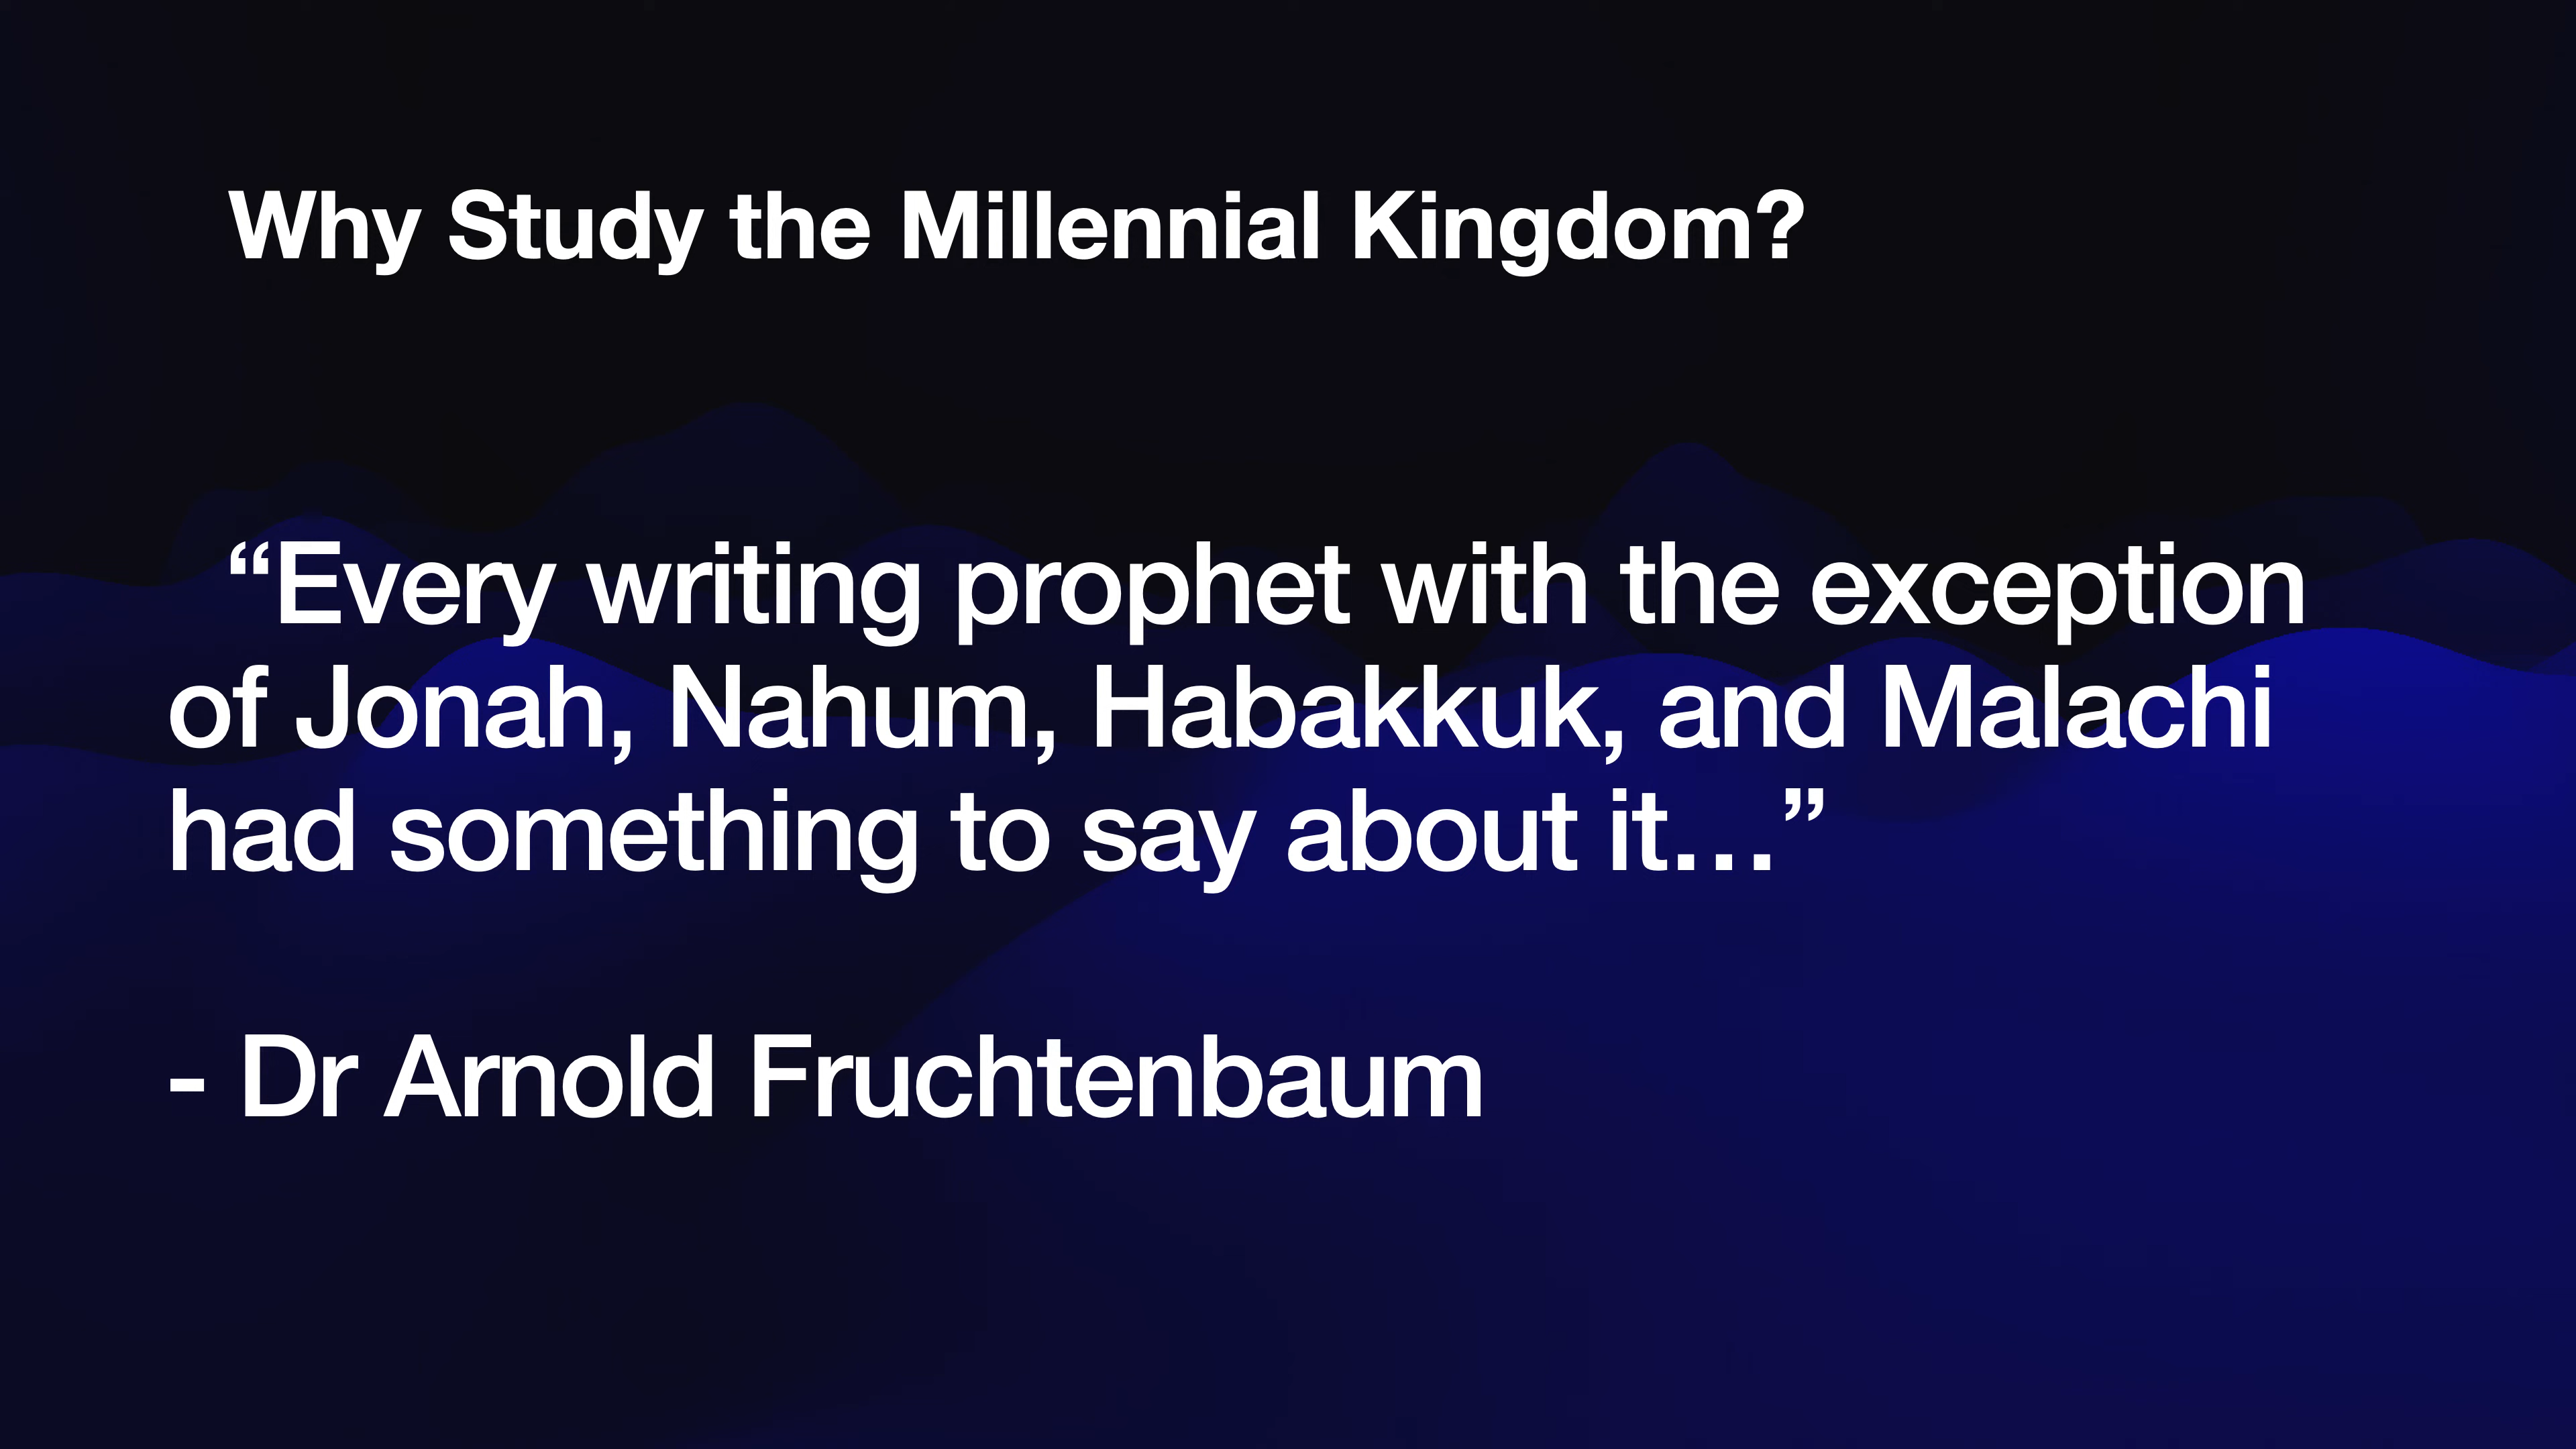 Why Study the Millennial Kingdom?
“Every writing prophet with the exception
of Jonah, Nahum, Habakkuk, and Malachi
had something to say about it…”
- Dr Arnold Fruchtenbaum